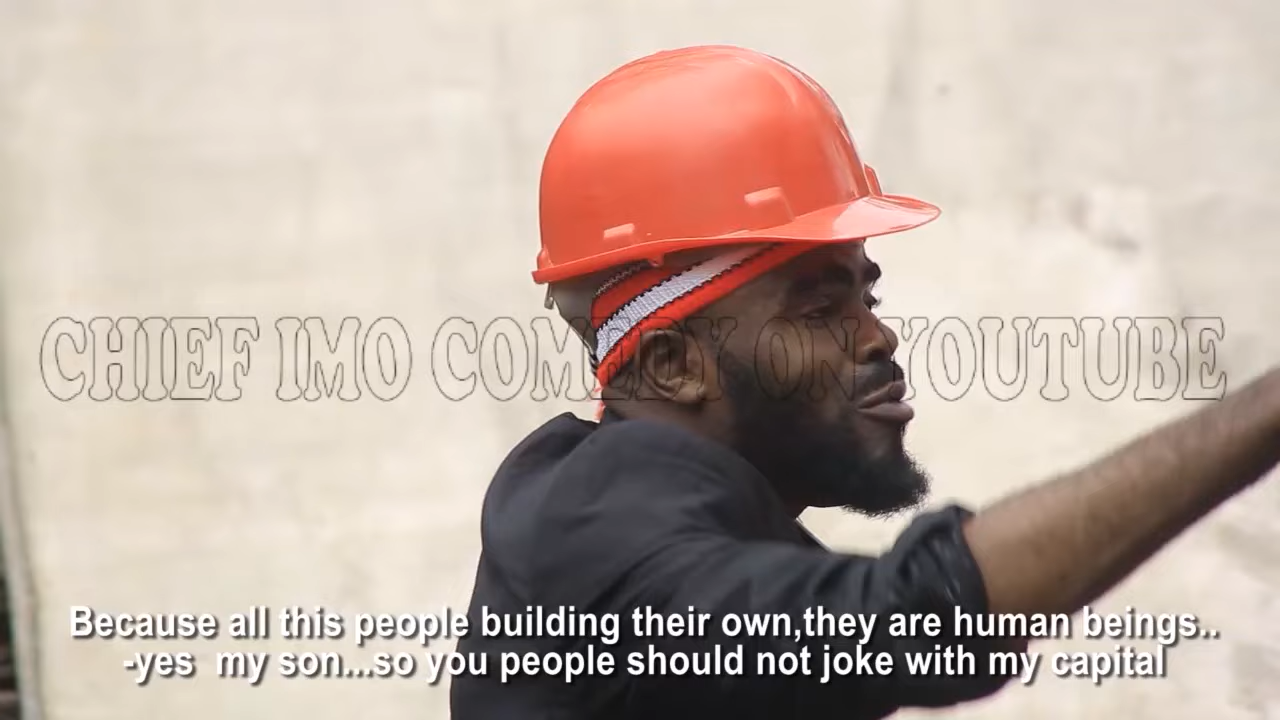 CHIEF IMO COMEDY ON YOUTUBE
Because all this people building their own,they are human beings..
-yes my son...so you people should not joke with my capital